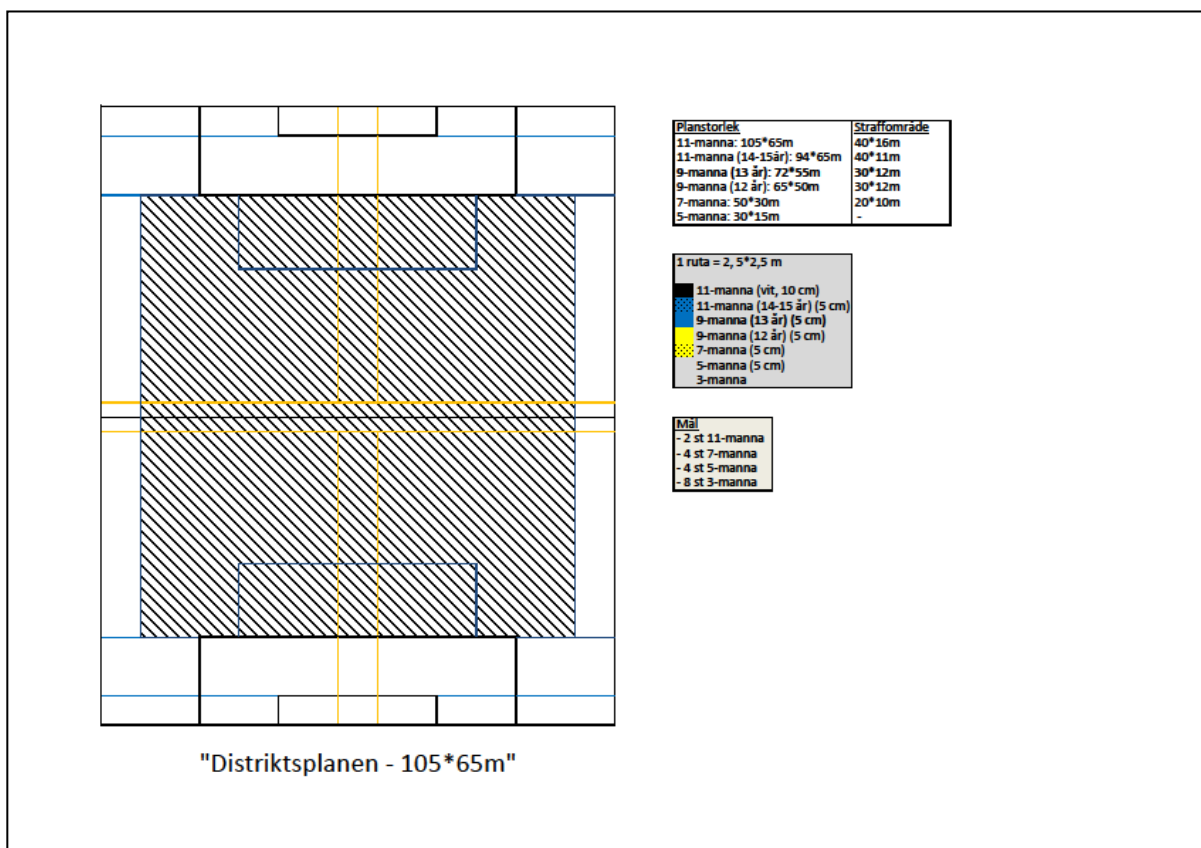 Planstorlek Straffområde
11-manna: 105*65m 40*16m
11-manna (14-15år): 94*65m 40*11m
9-manna (13 år): 72*55m 30*12m
9-manna (12 år): 65*50m 30*12m
7-manna: 50*30m 20*10m
5-manna: 30*15m -
1 ruta = 2, 5*2,5 m
11-manna (vit, 10 cm)
11-manna (14-15 år) (5 cm)
9-manna (13 år) (5 cm)
9-manna (12 år) (5 cm)
7-manna (5 cm)
5-manna (5 cm)
3-manna
Mål
- 2 st 11-manna
- 4 st 7-manna
- 4 st 5-manna
- 8 st 3-manna
"Distriktsplanen - 105*65m"